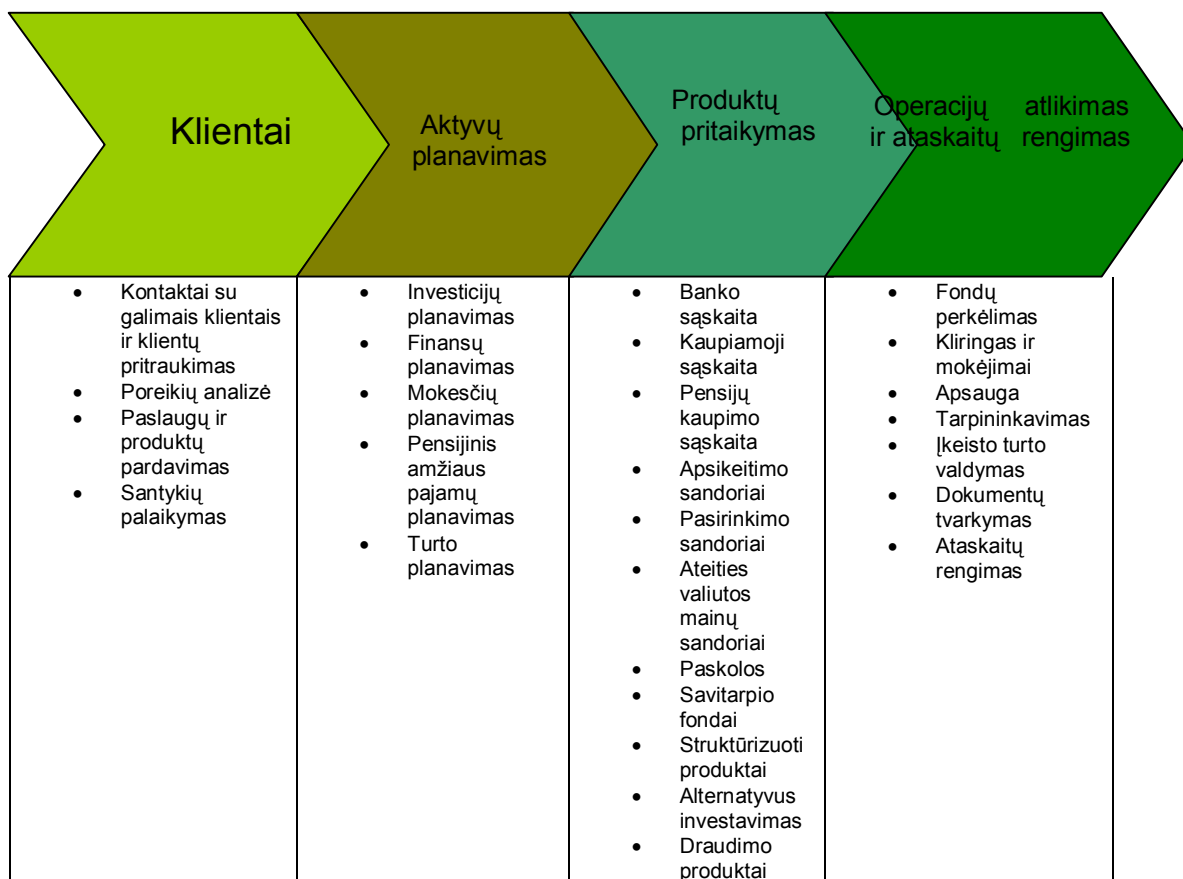 Klientai
Aktyvų
planavimas
Produktų
pritaikymas
Operacijų atlikimas
ir ataskaitų rengimas
• Kontaktai su
galimais klientais
ir klientų
pritraukimas
• Poreikių analizė
• Paslaugų ir
produktų
pardavimas
• Santykių
palaikymas
• Investicijų
planavimas
• Finansų
planavimas
• Mokesčių
planavimas
• Pensijinis
amžiaus
pajamų
planavimas
• Turto
planavimas
• Banko
sąskaita
• Kaupiamoji
sąskaita
• Pensijų
kaupimo
sąskaita
• Apsikeitimo
sandoriai
• Pasirinkimo
sandoriai
• Ateities
valiutos
mainų
sandoriai
• Paskolos
• Savitarpio
fondai
• Struktūrizuoti
produktai
• Alternatyvus
investavimas
• Draudimo
produktai
• Fondų
perkėlimas
• Kliringas ir
mokėjimai
• Apsauga
• Tarpininkavimas
• Įkeisto turto
valdymas
• Dokumentų
tvarkymas
• Ataskaitų
rengimas